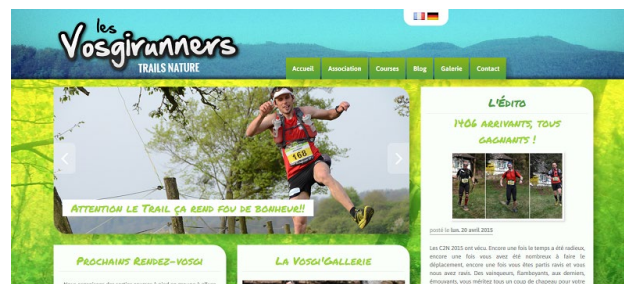 les
Vosgirunners
TRAILS NATURE
Accueil
Association
Courses
Blog
Galerie
Contact
168
ATTENTION LE TRAIL ÇA REND FOU DE BONHEUR!!
L'ÉDITO
1406 ARRIVANTS, TOUS
GAGNANTS !
posté le lun. 20 avril 2015
Les C2N 2015 ont vécu. Encore une fois le temps a été radieux,
encore une fois vous avez été nombreux à faire le
déplacement, encore une fois vous êtes partis ravis et vous
nous avez ravis. Des vainqueurs, flamboyants, aux derniers,
émouvants, vous méritez tous un coup de chapeau pour votre
PROCHAINS RENDEZ-VOSGI
LA VOSGI'GALLERIE